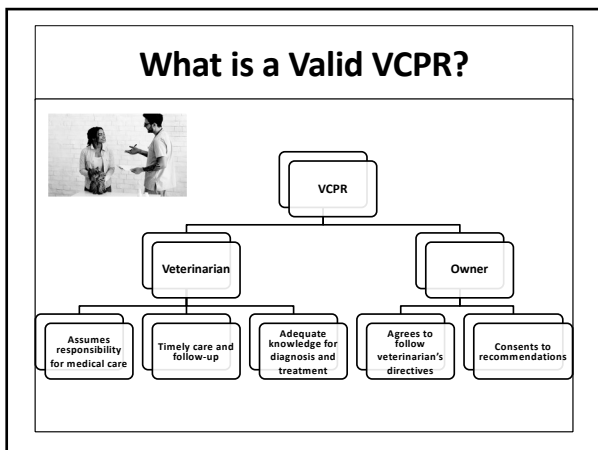 What is a Valid VCPR?
VCPR
Veterinarian
Owner
Assumes
responsibility
for medical care
Timely care and
follow-up
Adequate
knowledge for
diagnosis and
treatment
Agrees to
follow
veterinarian's
directives
Consents to
recommendations